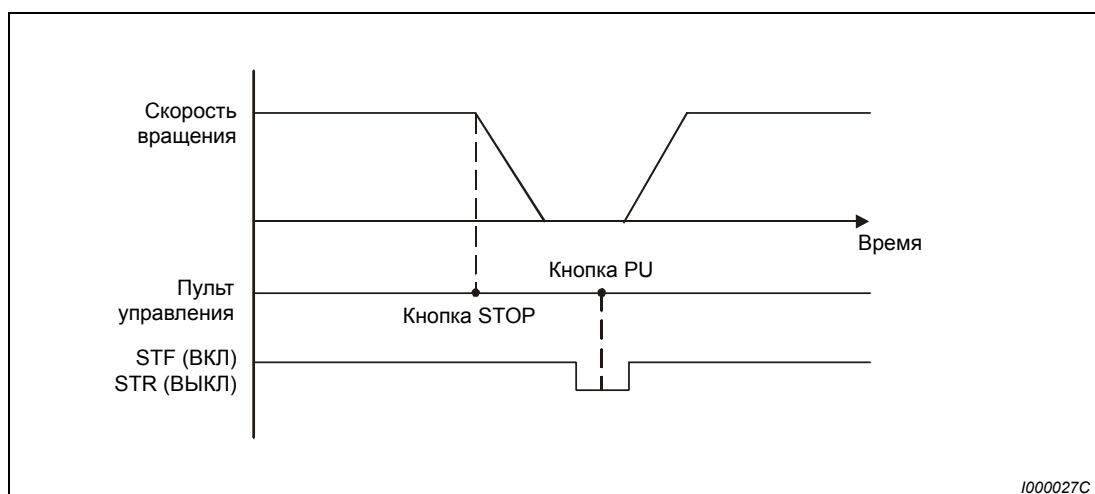 Скорость
вращения
Время
Кнопка PU
Пульт
управления
Кнопка STOP
STF (ВКЛ)
STR (ВЫКЛ)
I000027C